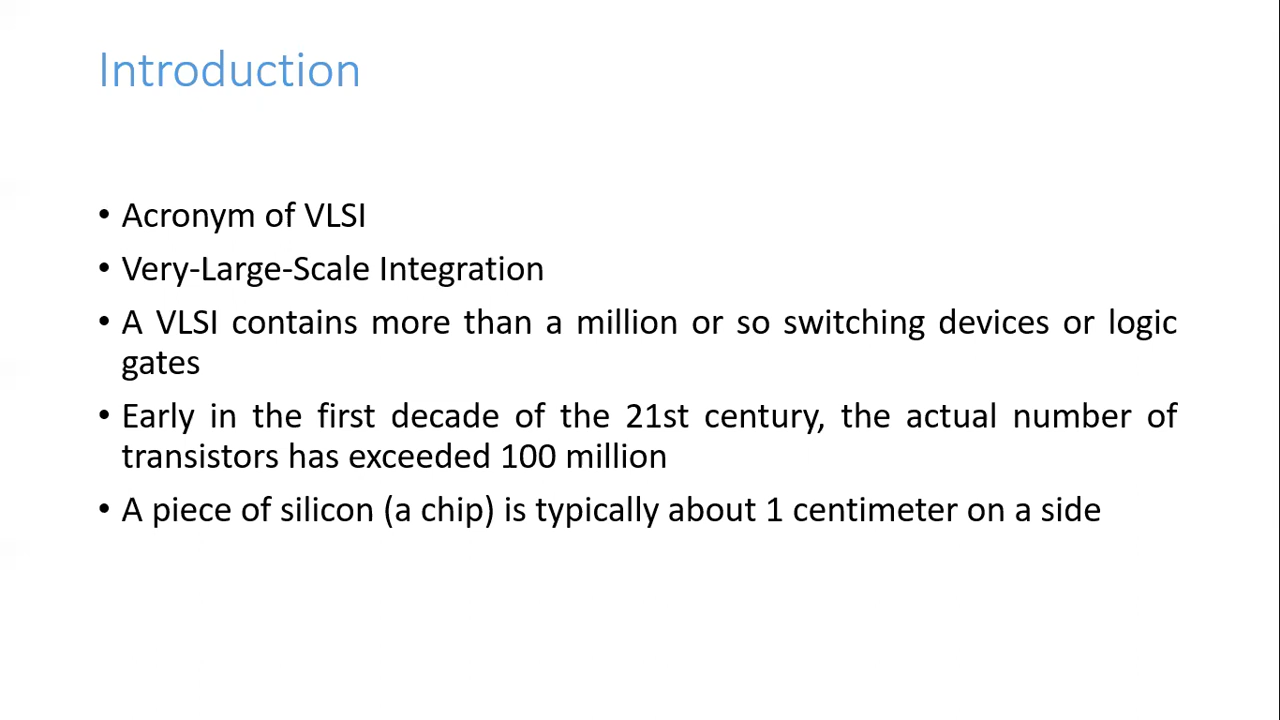 Introduction
• Acronym of VLSI
• Very-Large-Scale Integration
• A VLSI contains more than a million or so switching devices or logic
gates
• Early in the first decade of the 21st century, the actual number of
transistors has exceeded 100 million
• A piece of silicon (a chip) is typically about 1 centimeter on a side